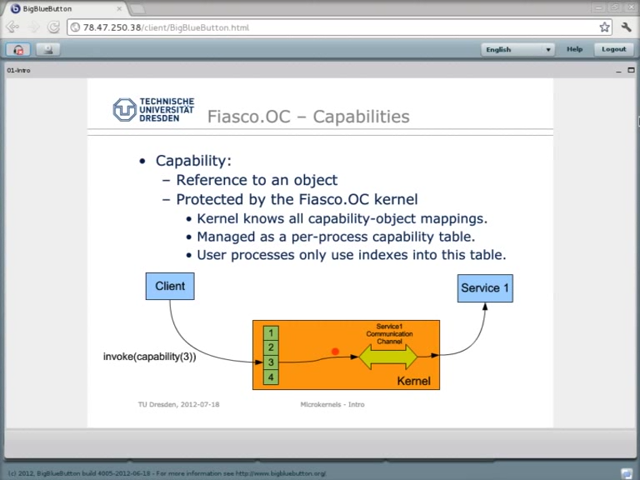 BigBlueButton
78.47.250.38/client/BigBlueButton.html
English
Help
Logout
01-Intro
TECHNISCHE
UNIVERSITÄT
DRESDEN
Fiasco.OC – Capabilities
• Capability:
– Reference to an object
– Protected by the Fiasco.OC kernel
• Kernel knows all capability-object mappings.
• Managed as a per-process capability table.
• User processes only use indexes into this table.
Client
Service 1
Service1
Communication
Channel
1
2
3
4
invoke(capability(3))
Kernel
TU Dresden, 2012-07-18
Microkernels - Intro
(c) 2012, BigBlueButton build 4005-2012-06-18 - For more information see http://www.bigbluebutton.org/